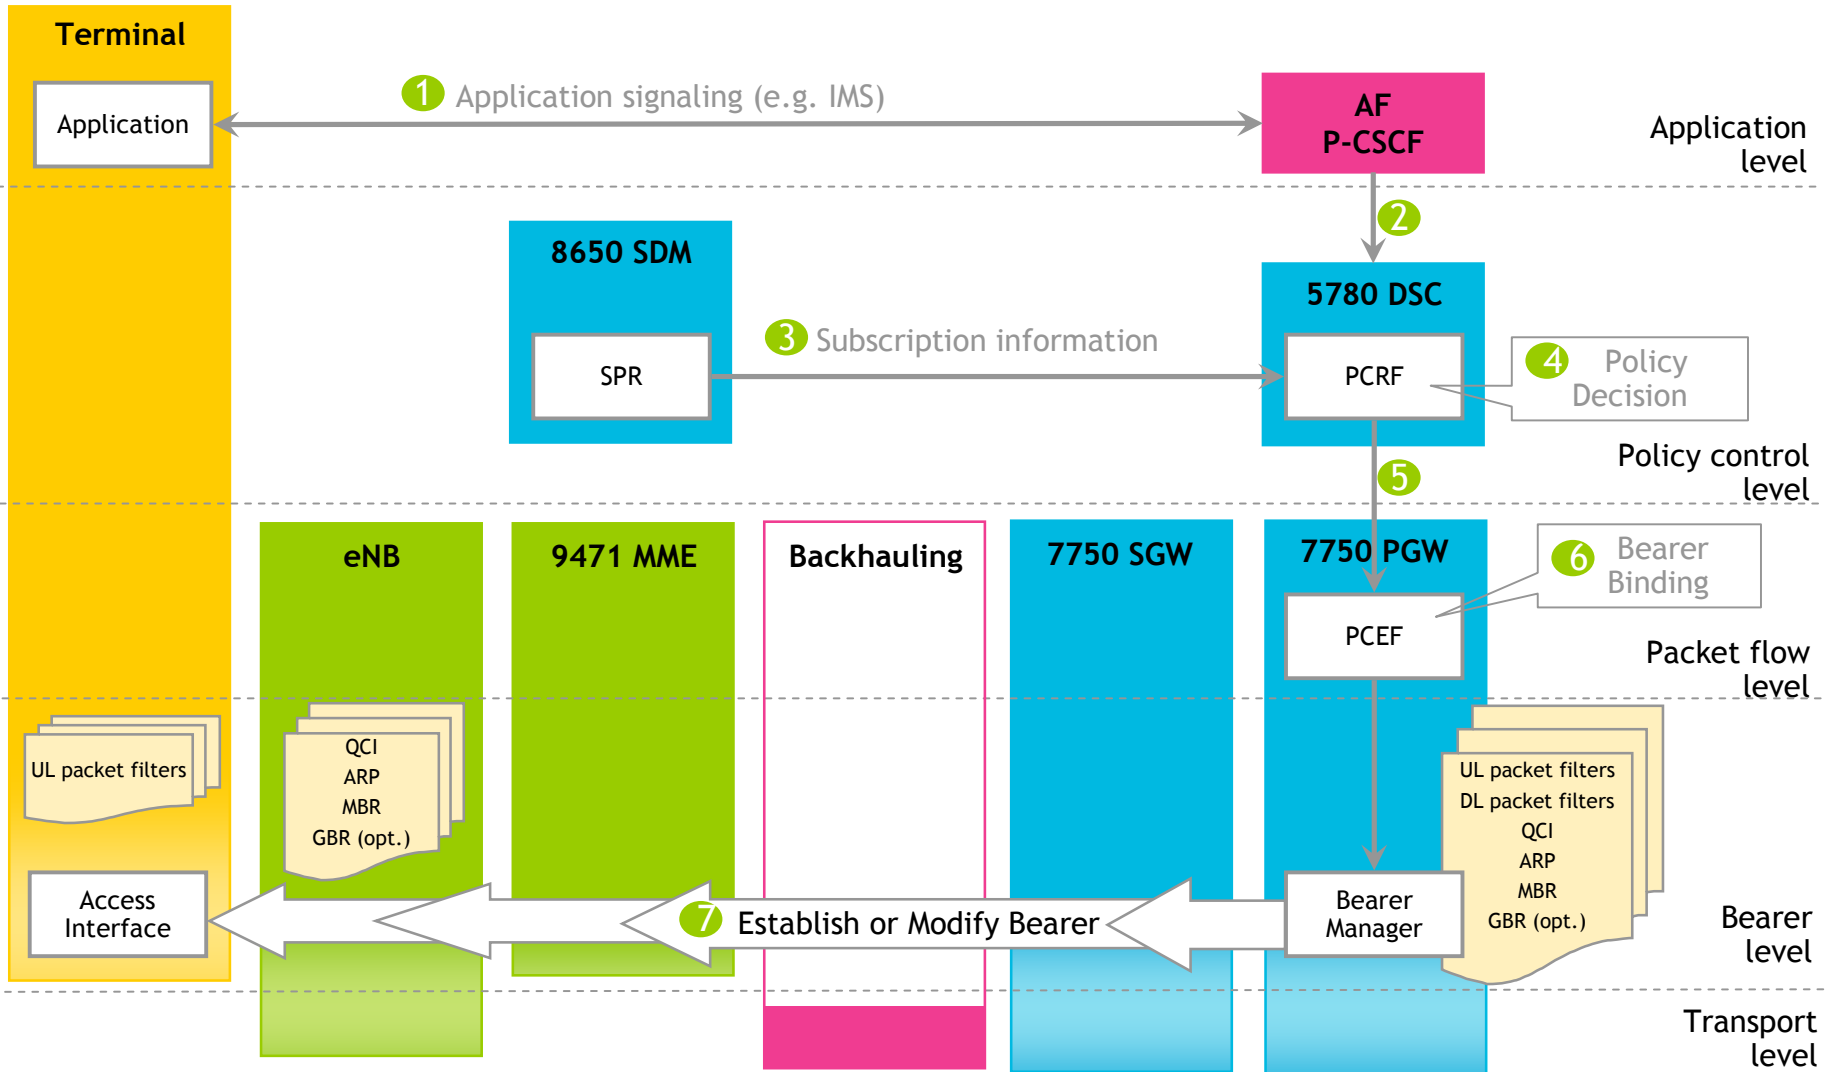 Terminal
Application
1 Application signaling (e.g. IMS)
AF
P-CSCF
Application
level
2
8650 SDM
SPR
3 Subscription information
5780 DSC
PCRF
4 Policy
Decision
Policy control
level
5
eNB
9471 MME
Backhauling
7750 SGW
7750 PGW
PCEF
6 Bearer
Binding
Packet flow
level
UL packet filters
QCI
ARP
MBR
GBR (opt.)
UL packet filters
DL packet filters
QCI
ARP
MBR
GBR (opt.)
Access
Interface
7 Establish or Modify Bearer
Bearer
Manager
Bearer
level
Transport
level